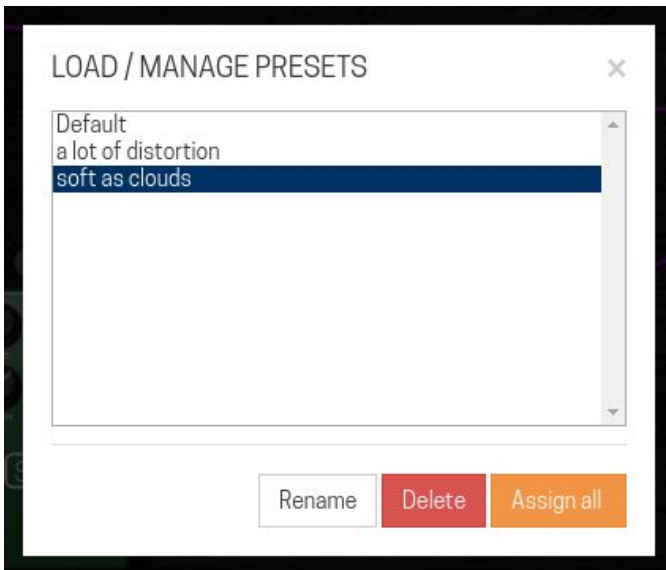 LOAD / MANAGE PRESETS
Default
a lot of distortion
soft as clouds
Rename Delete Assign all